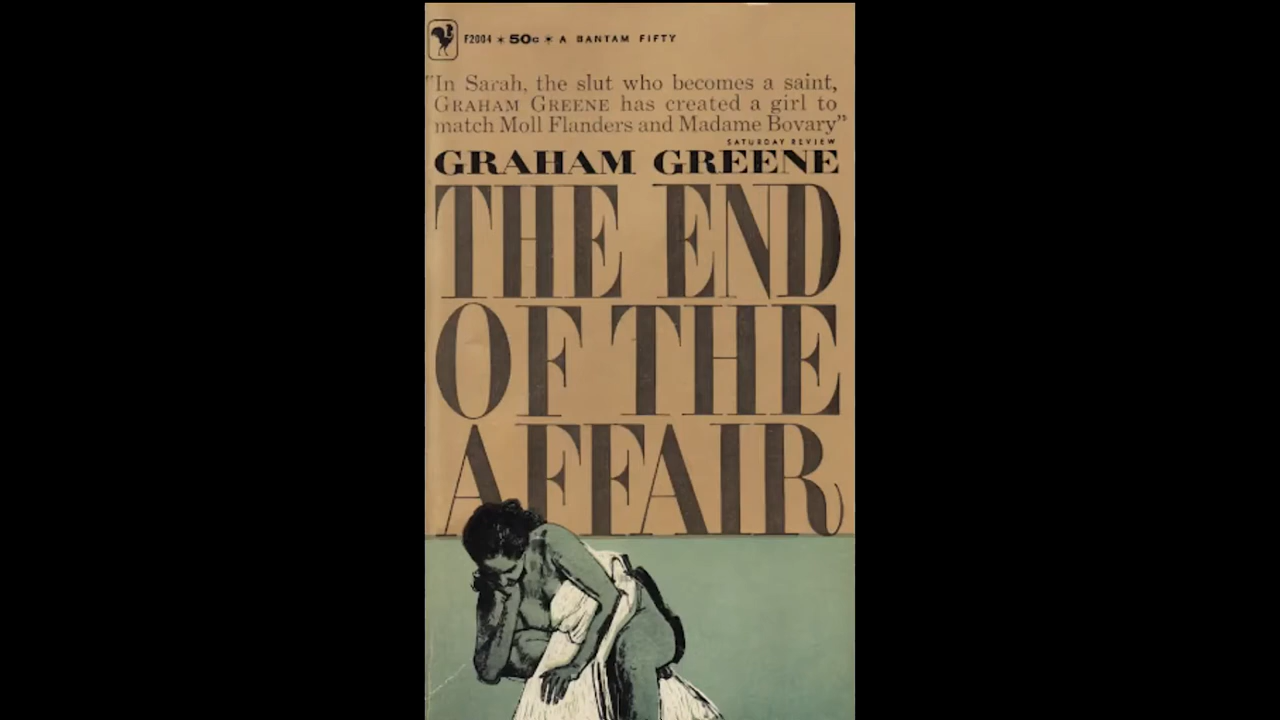 F2004 * 50c * A BANTAM FIFTY
"In Sarah, the slut who becomes a saint,
GRAHAM GREENE has created a girl to
match Moll Flanders and Madame Bovary"
SATURDAY REVIEW
GRAHAM GREENE
THE END
OF THE
AFFAIR